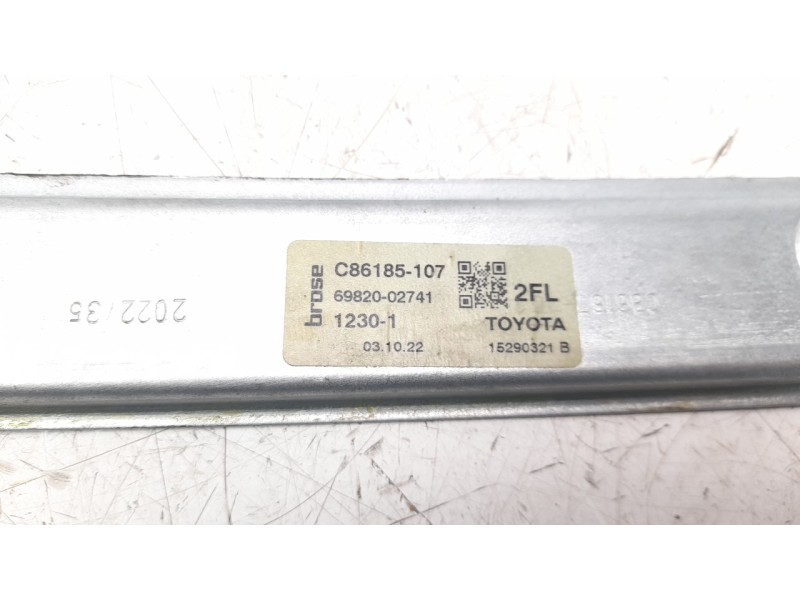 brose
C86185-107
69820-02741
1230-1
03.10.22
2FL
TOYOTA
15290321 B
2022/35